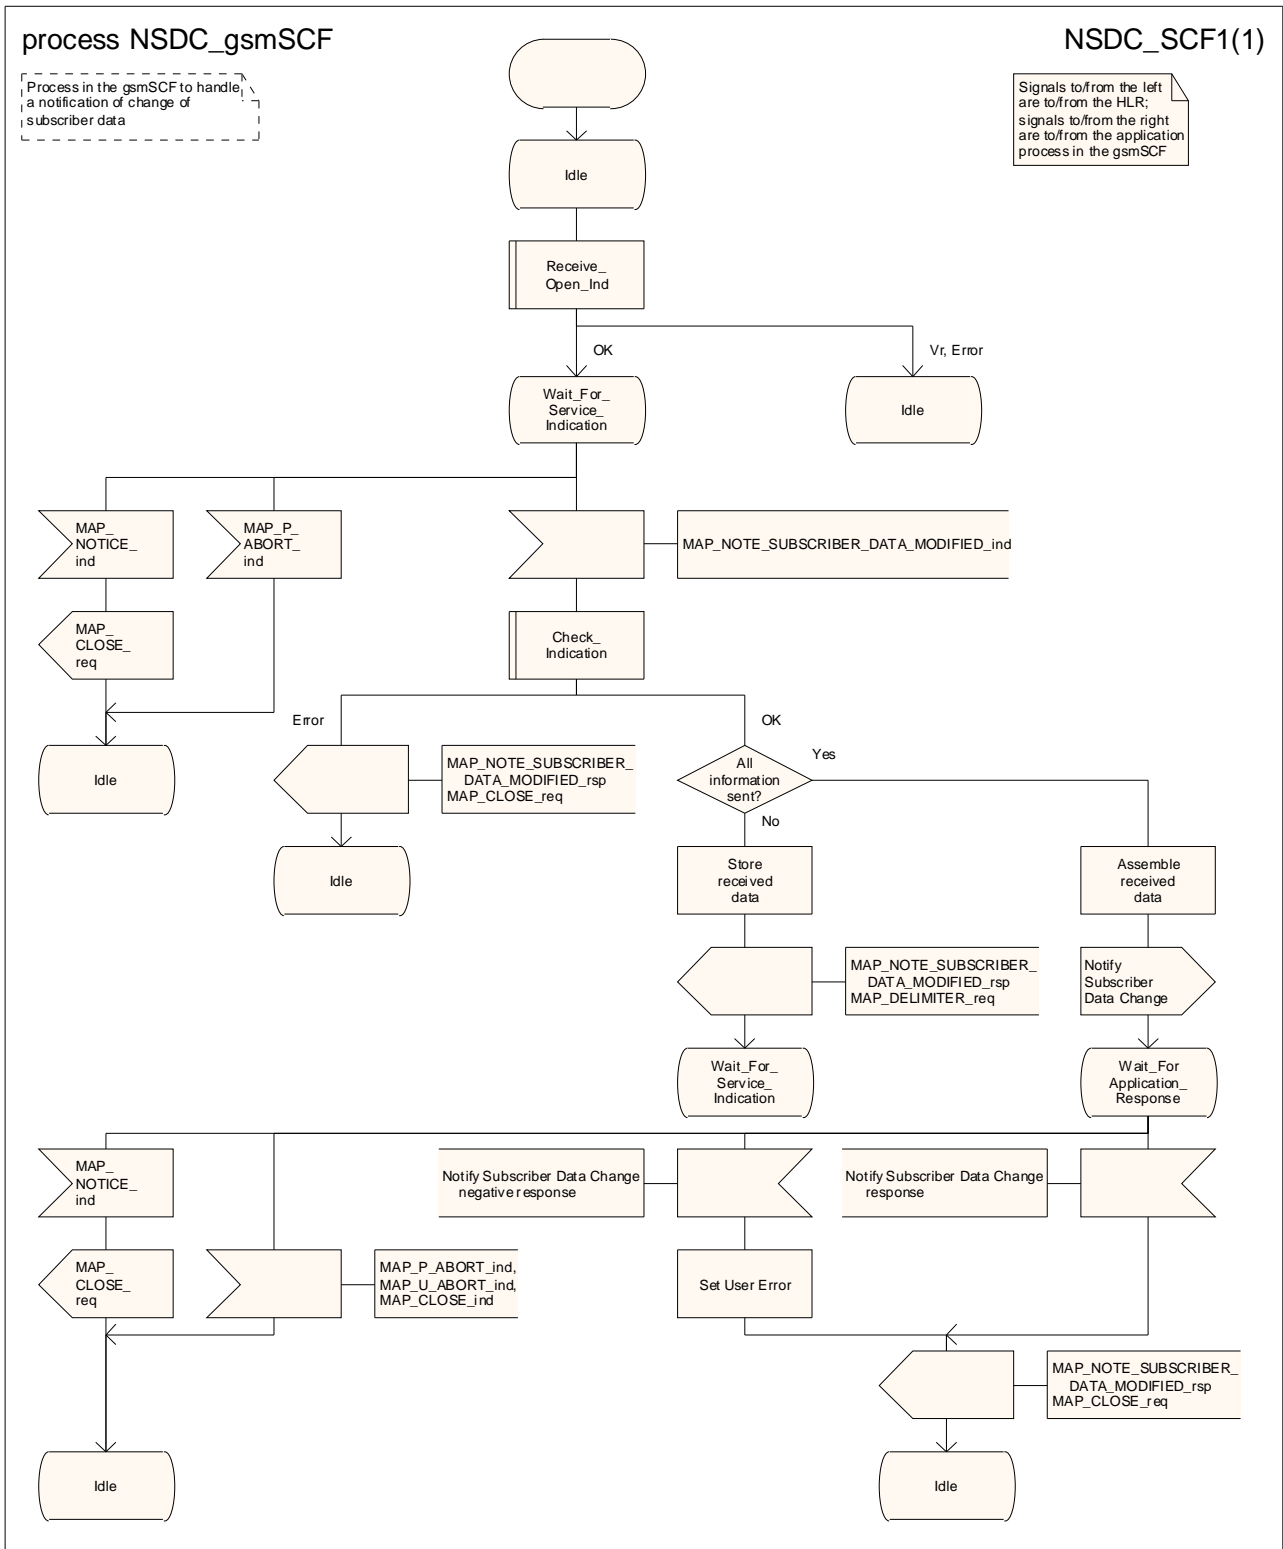 process NSDC_gsmSCF
NSDC_SCF1(1)
Process in the gsmSCF to handle
a notification of change of
subscriber data
Signals to/from the left
are to/from the HLR;
signals to/from the right
are to/from the application
process in the gsmSCF
Idle
Receive_
Open_Ind
OK
Vr, Error
Wait_For_
Service_
Indication
Idle
MAP_
NOTICE_
ind
MAP_P_
ABORT_
ind
MAP_NOTE_SUBSCRIBER_DATA_MODIFIED_ind
MAP_
CLOSE_
req
Check_
Indication
Error
OK
Idle
MAP_NOTE_SUBSCRIBER_
DATA_MODIFIED_rsp
MAP_CLOSE_req
All
information
sent?
Yes
No
Idle
Store
received
data
Assemble
received
data
MAP_NOTE_SUBSCRIBER_
DATA_MODIFIED_rsp
MAP_DELIMITER_req
Notify
Subscriber
Data Change
Wait_For_
Service_
Indication
Wait_For
Application_
Response
MAP_
NOTICE_
ind
Notify Subscriber Data Change
negative response
Notify Subscriber Data Change
response
MAP_
CLOSE_
req
MAP_P_ABORT_ind,
MAP_U_ABORT_ind,
MAP_CLOSE_ind
Set User Error
MAP_NOTE_SUBSCRIBER_
DATA_MODIFIED_rsp
MAP_CLOSE_req
Idle
Idle